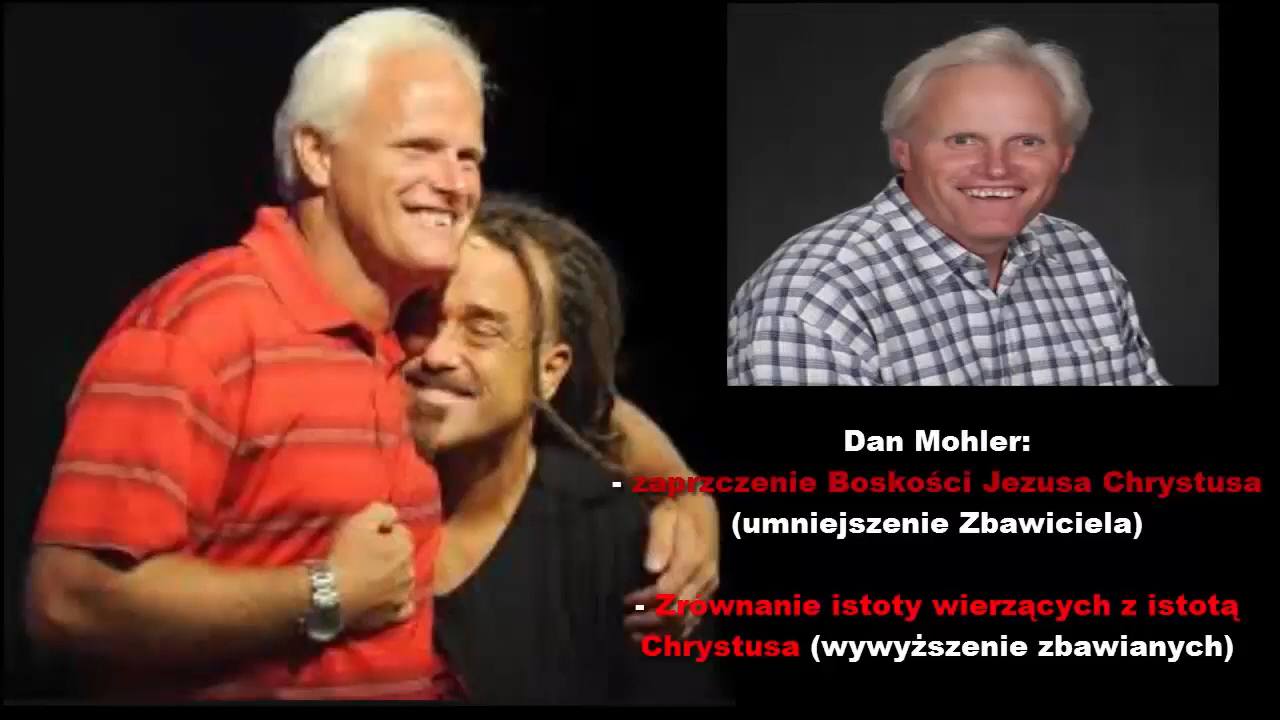 Dan Mohler:
- zaprzczenie Boskości Jezusa Chrystusa
(umniejszenie Zbawiciela)
- Zrównanie istoty wierzących z istotą
Chrystusa (wywyższenie zbawianych)